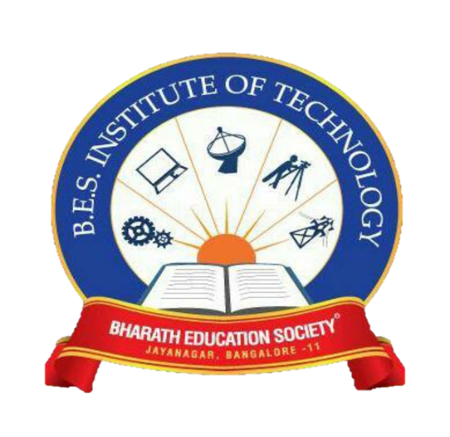 B.E.S. INSTITUTE OF TECHNOLOGY
BHARATH EDUCATION SOCIETY®
JAYANAGAR, BANGALORE -11